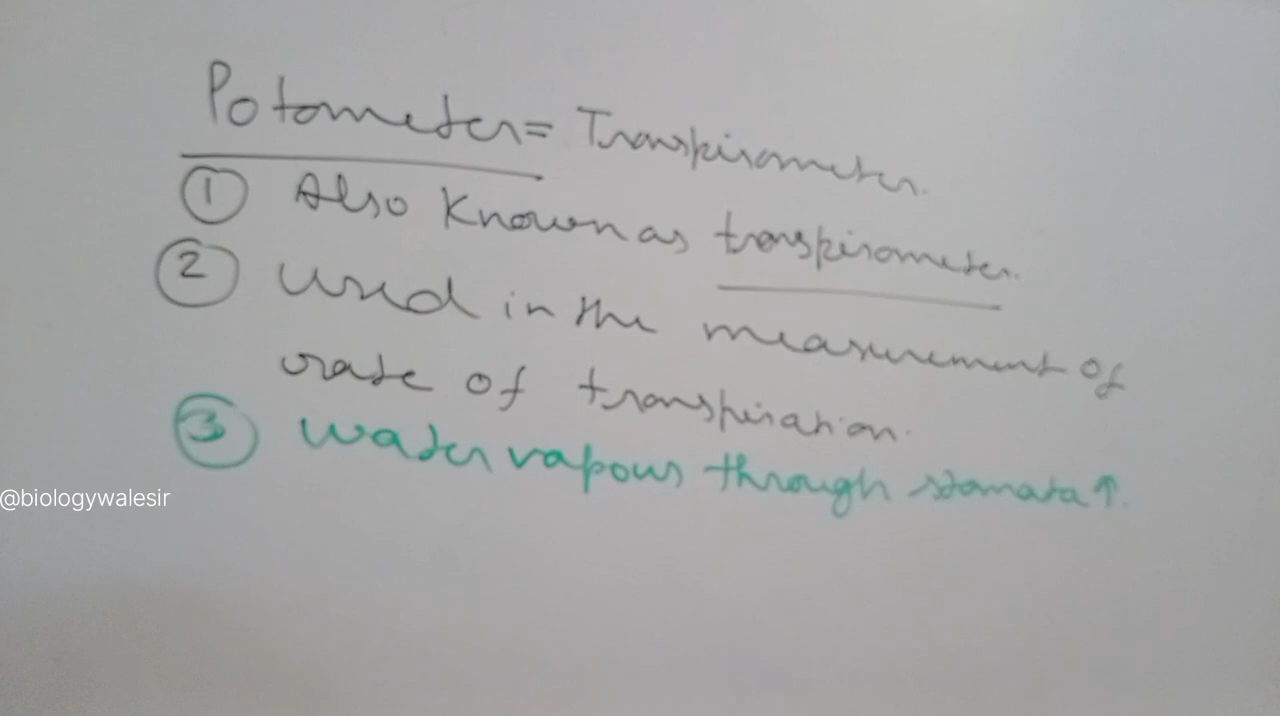 Potometer = Transpirometer.
① Also Known as transpirometer.
② Used in the measurement of
rate of transpiration.
③ Water vapour through stomata ↑.
@biologywalesir